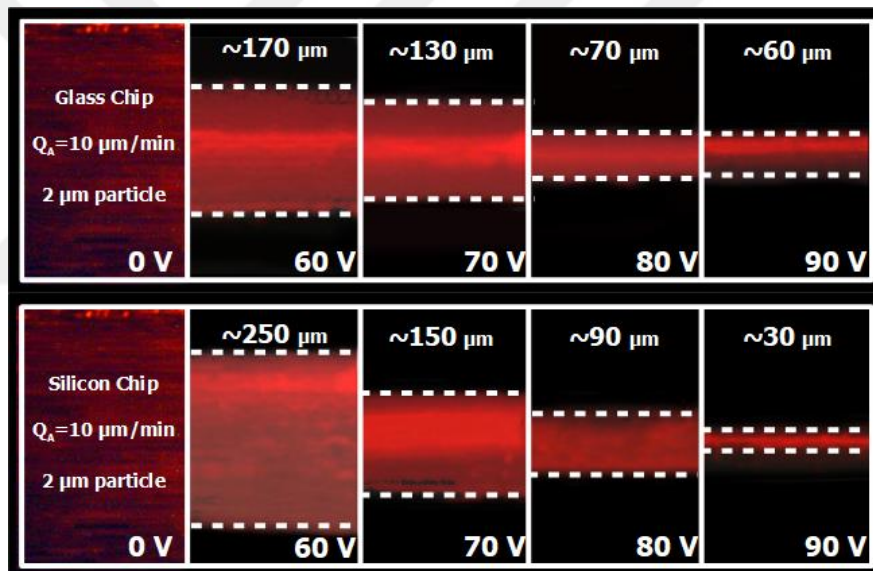 Glass Chip
Q_A=10 µm/min
2 µm particle
0 V
~170 µm
60 V
~130 µm
70 V
~70 µm
80 V
~60 µm
90 V
Silicon Chip
Q_A=10 µm/min
2 µm particle
0 V
~250 µm
60 V
~150 µm
70 V
~90 µm
80 V
~30 µm
90 V